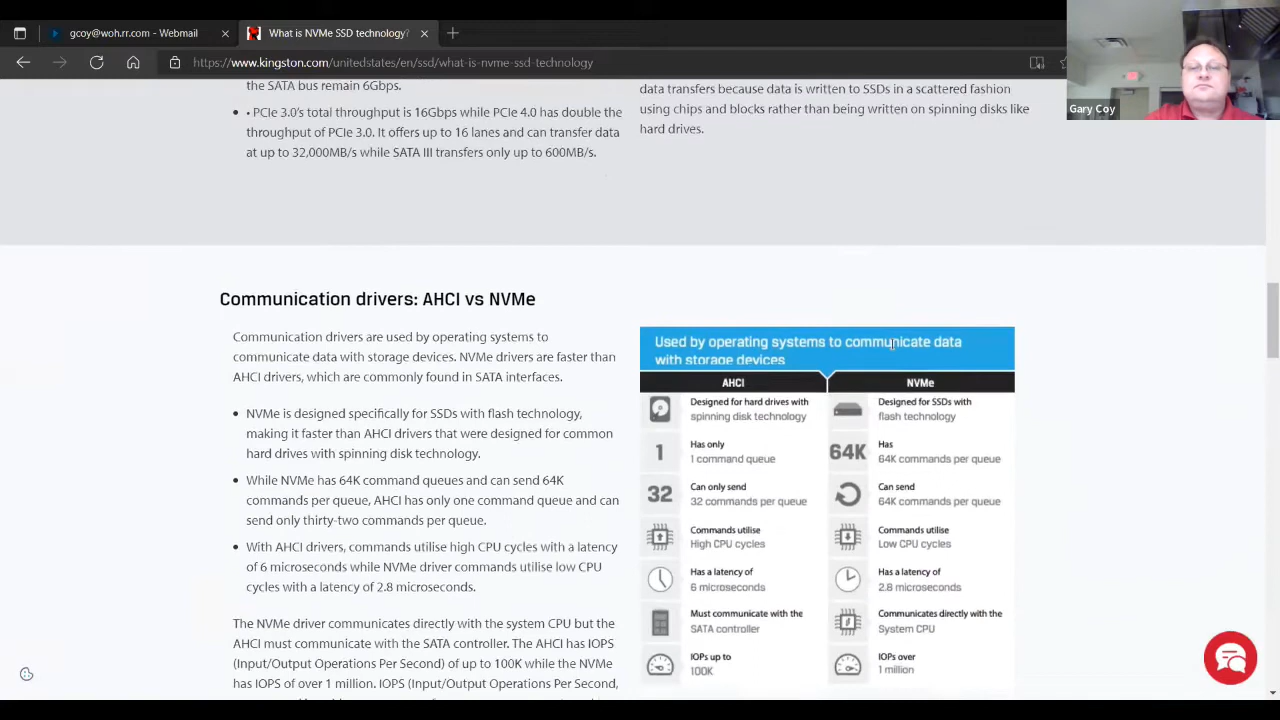 gcoy@woh.rr.com - Webmail
What is NVMe SSD technology?
https://www.kingston.com/unitedstates/en/ssd/what-is-nvme-ssd-technology
Gary Coy
the SATA bus remain 6Gbps.
• PCIe 3.0's total throughput is 16Gbps while PCIe 4.0 has double the
throughput of PCIe 3.0. It offers up to 16 lanes and can transfer data
at up to 32,000MB/s while SATA III transfers only up to 600MB/s.
data transfers because data is written to SSDs in a scattered fashion
using chips and blocks rather than being written on spinning disks like
hard drives.
Communication drivers: AHCI vs NVMe
Communication drivers are used by operating systems to
communicate data with storage devices. NVMe drivers are faster than
AHCI drivers, which are commonly found in SATA interfaces.
NVMe is designed specifically for SSDs with flash technology,
making it faster than AHCI drivers that were designed for common
hard drives with spinning disk technology.
While NVMe has 64K command queues and can send 64K
commands per queue, AHCI has only one command queue and can
send only thirty-two commands per queue.
With AHCI drivers, commands utilise high CPU cycles with a latency
of 6 microseconds while NVMe driver commands utilise low CPU
cycles with a latency of 2.8 microseconds.
The NVMe driver communicates directly with the system CPU but the
AHCI must communicate with the SATA controller. The AHCI has IOPS
(Input/Output Operations Per Second) of up to 100K while the NVMe
has IOPS of over 1 million. IOPS (Input/Output Operations Per Second,
Used by operating systems to communicate data
with storage devices
AHCI
NVMe
Designed for hard drives with
spinning disk technology
Designed for SSDs with
flash technology
1
Has only
1 command queue
64K
Has
64K commands per queue
32
Can only send
32 commands per queue
Can send
64K commands per queue
Commands utilise
High CPU cycles
Commands utilise
Low CPU cycles
Has a latency of
6 microseconds
Has a latency of
2.8 microseconds
Must communicate with the
SATA controller
Communicates directly with the
System CPU
IOPs up to
100K
IOPs over
1 million